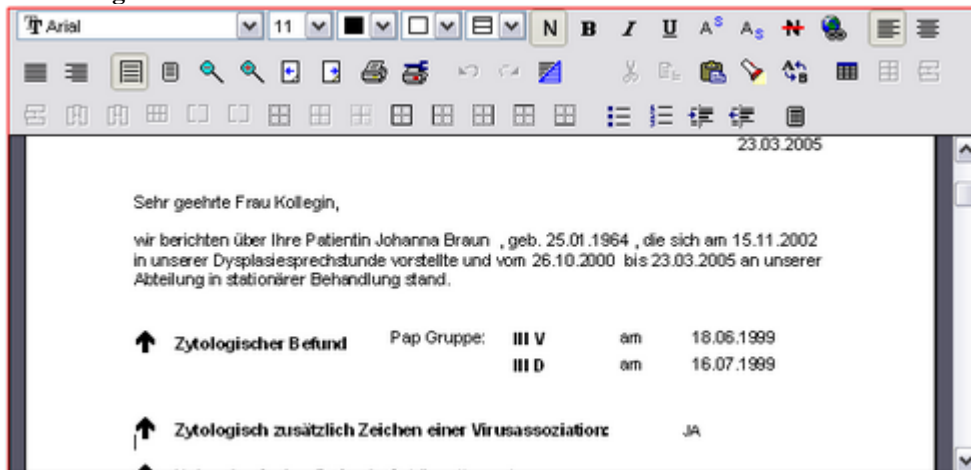 Arial 11
N B I U A S A S N
23.03.2005
Sehr geehrte Frau Kollegin,
wir berichten über Ihre Patientin Johanna Braun , geb. 25.01.1964 , die sich am 15.11.2002
in unserer Dysplasiesprechstunde vorstellte und vom 26.10.2000 bis 23.03.2005 an unserer
Abteilung in stationärer Behandlung stand.
Zytologischer Befund Pap Gruppe: III V am 18.06.1999
III D am 16.07.1999
Zytologisch zusätzlich Zeichen einer Virusassoziation: JA